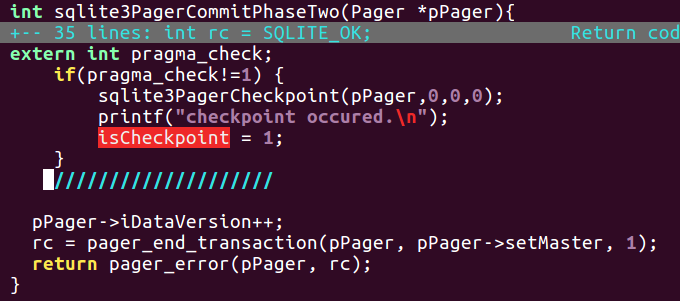 int sqlite3PagerCommitPhaseTwo(Pager *pPager){
+-- 35 lines: int rc = SQLITE_OK; Return cod
extern int pragma_check;
if(pragma_check!=1) {
sqlite3PagerCheckpoint(pPager,0,0,0);
printf("checkpoint occured.\n");
isCheckpoint = 1;
}
////////////////////
pPager->iDataVersion++;
rc = pager_end_transaction(pPager, pPager->setMaster, 1);
return pager_error(pPager, rc);
}